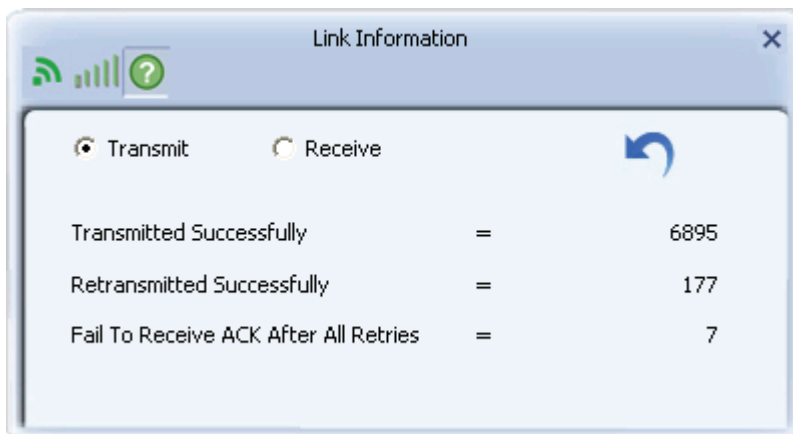 Link Information
Transmit Receive
Transmitted Successfully = 6895
Retransmitted Successfully = 177
Fail To Receive ACK After All Retries = 7